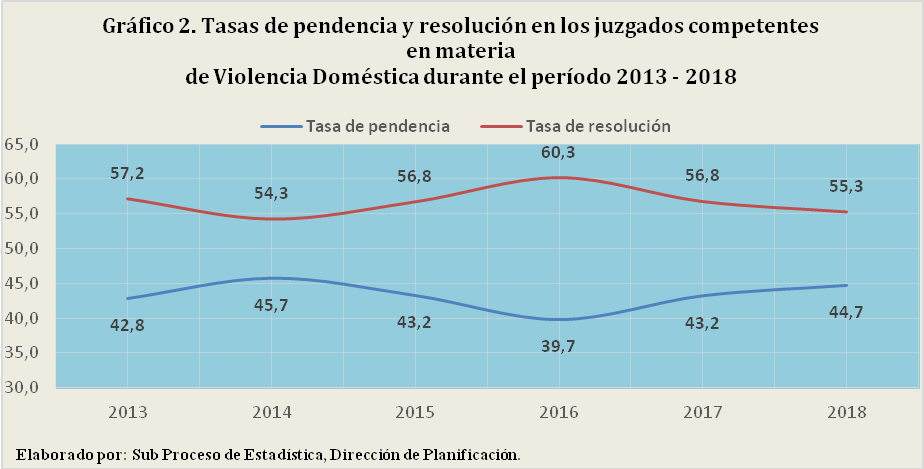 Gráfico 2. Tasas de pendencia y resolución en los juzgados competentes
en materia
de Violencia Doméstica durante el período 2013 - 2018
Tasa de pendencia Tasa de resolución
65,0
60,0
55,0
50,0
45,0
40,0
35,0
30,0
57,2 54,3 56,8 60,3 56,8 55,3
42,8 45,7 43,2 39,7 43,2 44,7
2013 2014 2015 2016 2017 2018
Elaborado por: Sub Proceso de Estadística, Dirección de Planificación.